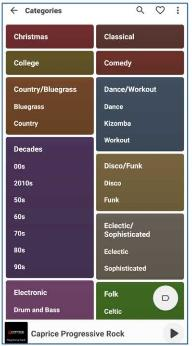 Categories
Christmas
Classical
College
Comedy
Country/Bluegrass
Bluegrass
Country
Dance/Workout
Dance
Kizomba
Workout
Decades
00s
2010s
50s
60s
70s
80s
90s
Disco/Funk
Disco
Funk
Eclectic/
Sophisticated
Eclectic
Sophisticated
Electronic
Drum and Bass
Folk
Celtic
Caprice Progressive Rock